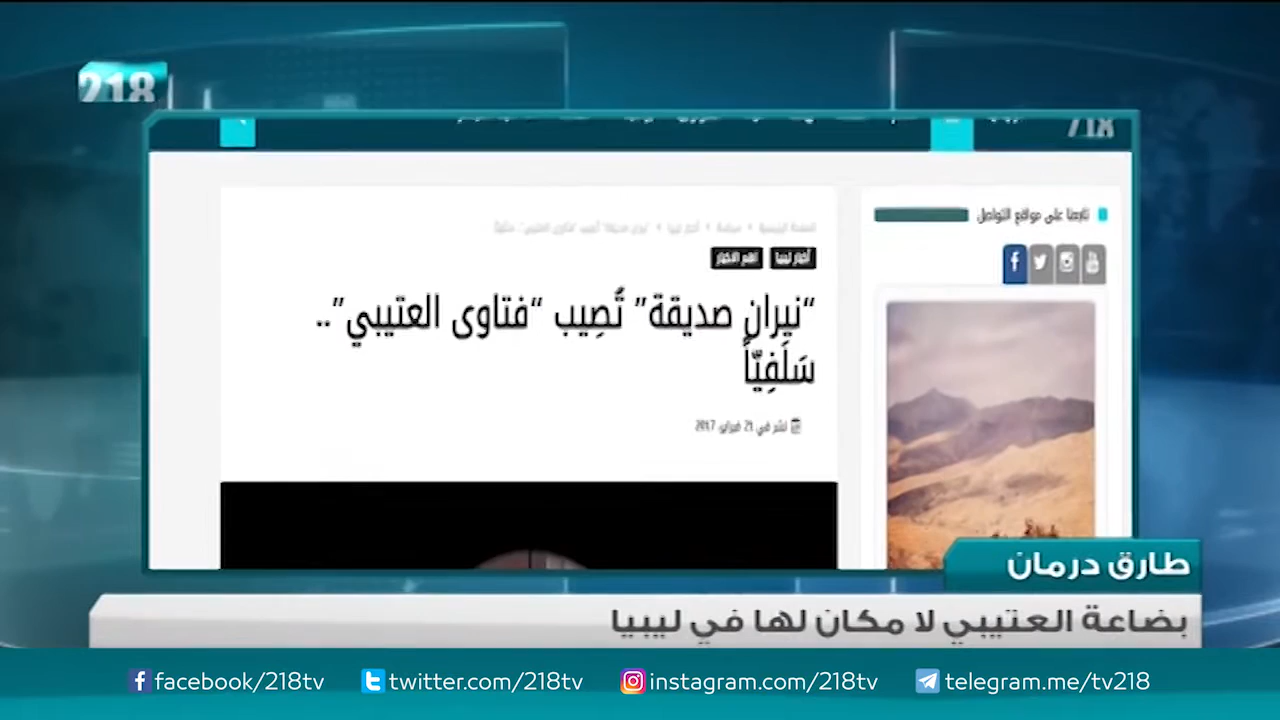 218
218
تابعنا على مواقع التواصل
أخبار ليبيا
أهم الأخبار
“نيران صديقة” تُصِيب “فتاوى العتيبي”..
سَلَفِيّاً
نشر في 21 فبراير، 2017
طارق درمان
بضاعة العتيبي لا مكان لها في ليبيا
facebook/218tv
twitter.com/218tv
instagram.com/218tv
telegram.me/tv218